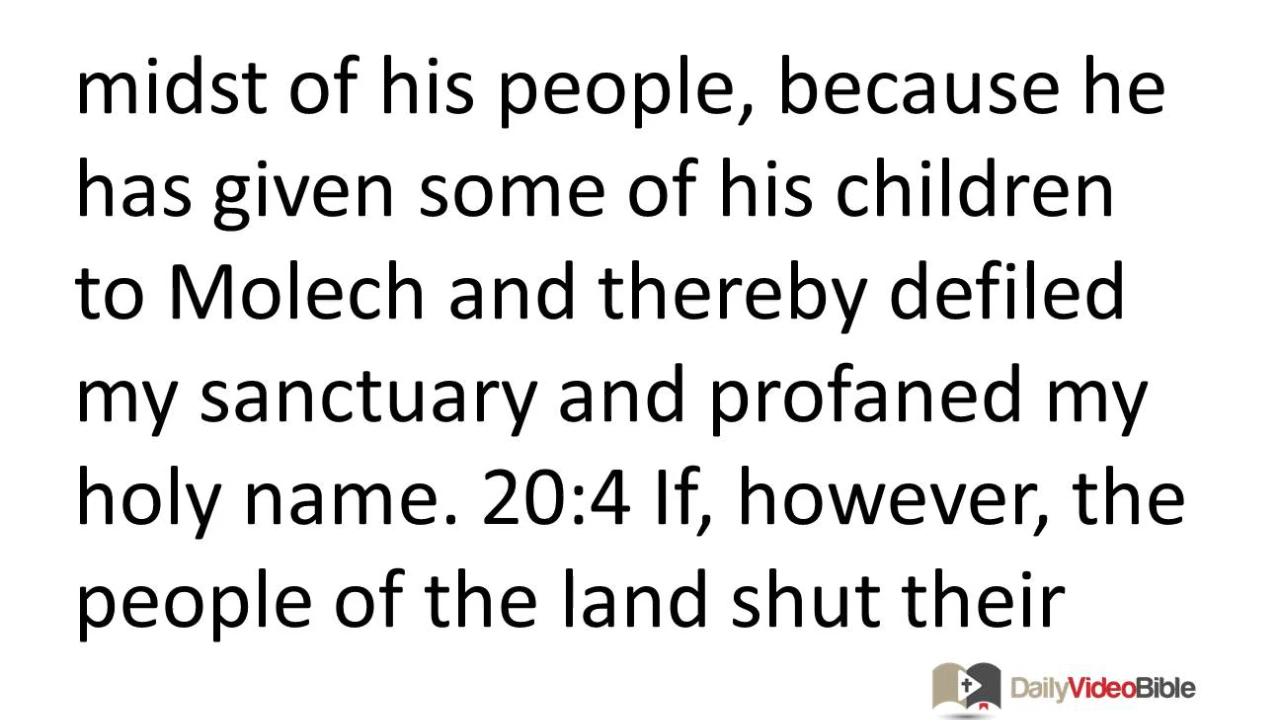 midst of his people, because he
has given some of his children
to Molech and thereby defiled
my sanctuary and profaned my
holy name. 20:4 If, however, the
people of the land shut their
DailyVideoBible